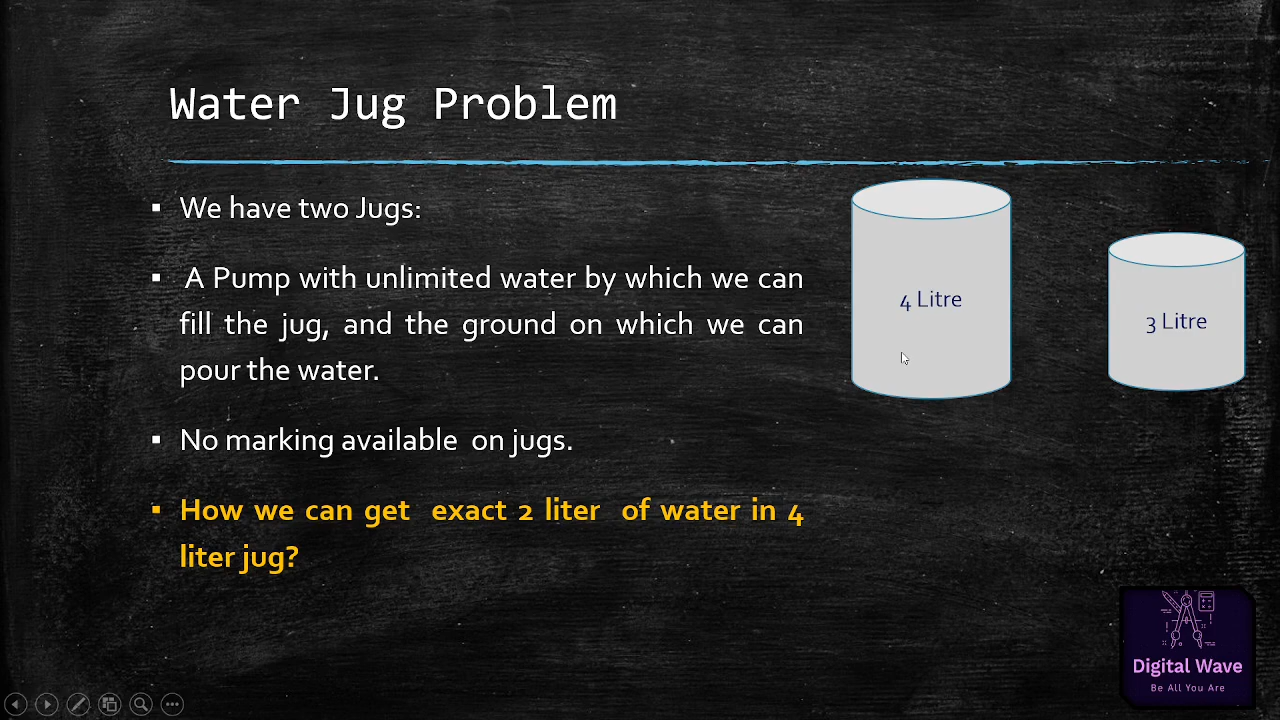 Water Jug Problem
▪ We have two Jugs:
▪ A Pump with unlimited water by which we can
fill the jug, and the ground on which we can
pour the water.
▪ No marking available on jugs.
▪ How we can get exact 2 liter of water in 4
liter jug?
4 Litre
3 Litre
Digital Wave
Be All You Are